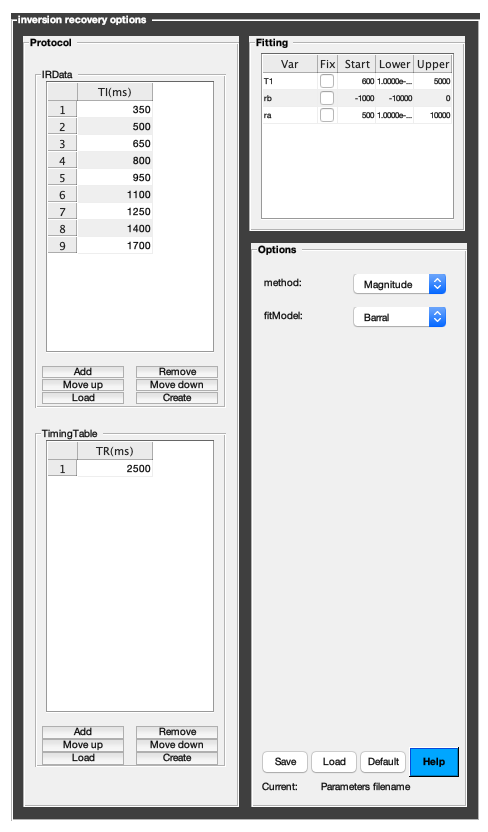 inversion recovery options
Protocol
IRData
TI(ms)
1 350
2 500
3 650
4 800
5 950
6 1100
7 1250
8 1400
9 1700
Add Remove
Move up Move down
Load Create
TimingTable
TR(ms)
1 2500
Add Remove
Move up Move down
Load Create
Fitting
Var Fix Start Lower Upper
T1 600 1.0000e-... 5000
rb -1000 -10000 0
ra 500 1.0000e-... 10000
Options
method: Magnitude
fitModel: Barral
Save Load Default Help
Current: Parameters filename